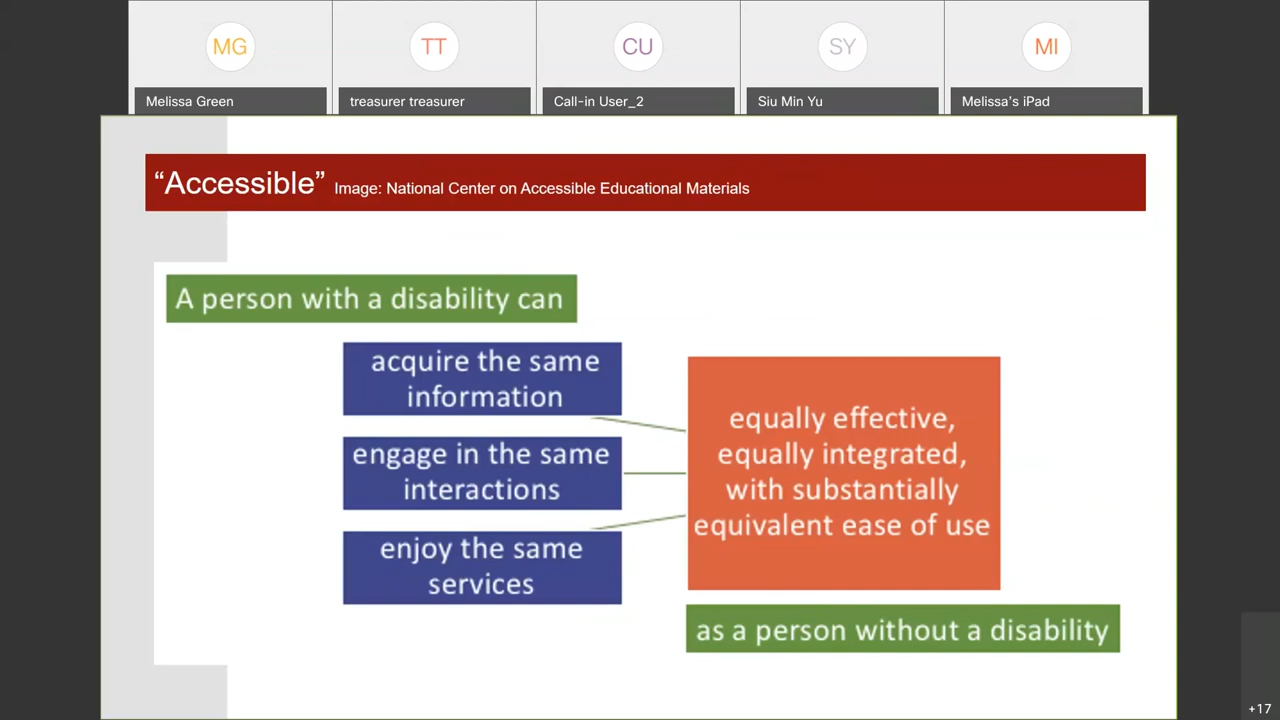 MG
TT
CU
SY
MI
Melissa Green
treasurer treasurer
Call-in User_2
Siu Min Yu
Melissa's iPad
“Accessible” Image: National Center on Accessible Educational Materials
A person with a disability can
acquire the same
information
engage in the same
interactions
enjoy the same
services
equally effective,
equally integrated,
with substantially
equivalent ease of use
as a person without a disability
+17